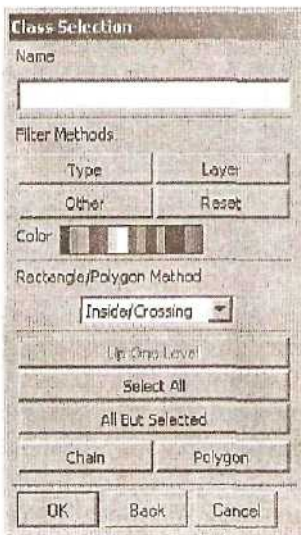 Class Selection
Name
Filter Methods
Type Layer
Other Reset
Color
Rectangle/Polygon Method
Inside/Crossing
Up One Level
Select All
All But Selected
Chain Polygon
OK Back Cancel